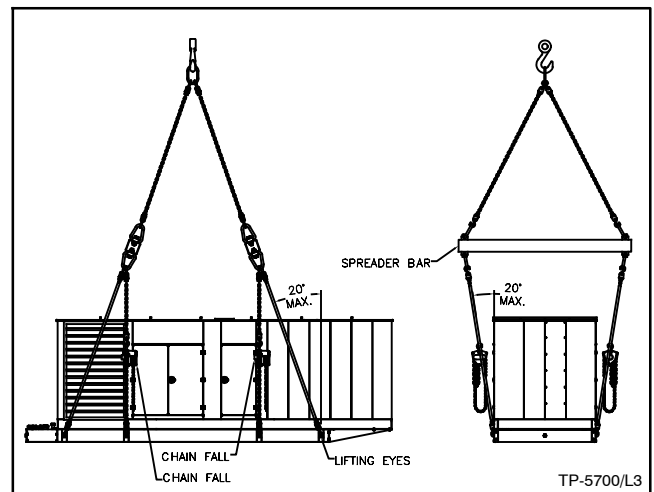 SPREADER BAR
20°
MAX.
20°
MAX.
CHAIN FALL
CHAIN FALL
LIFTING EYES
TP-5700/L3